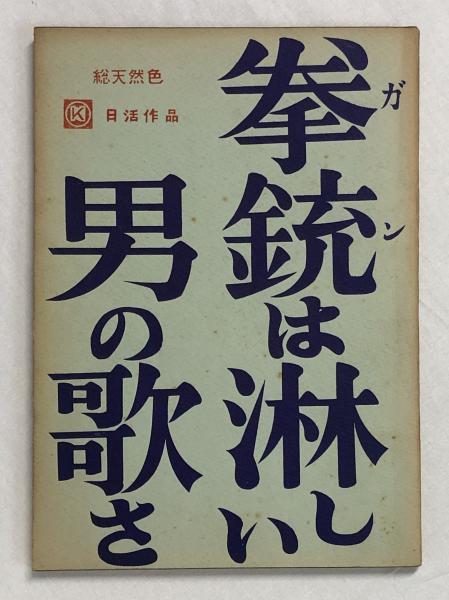 拳銃は淋しい
ガン
男の歌さ
総天然色
日活作品